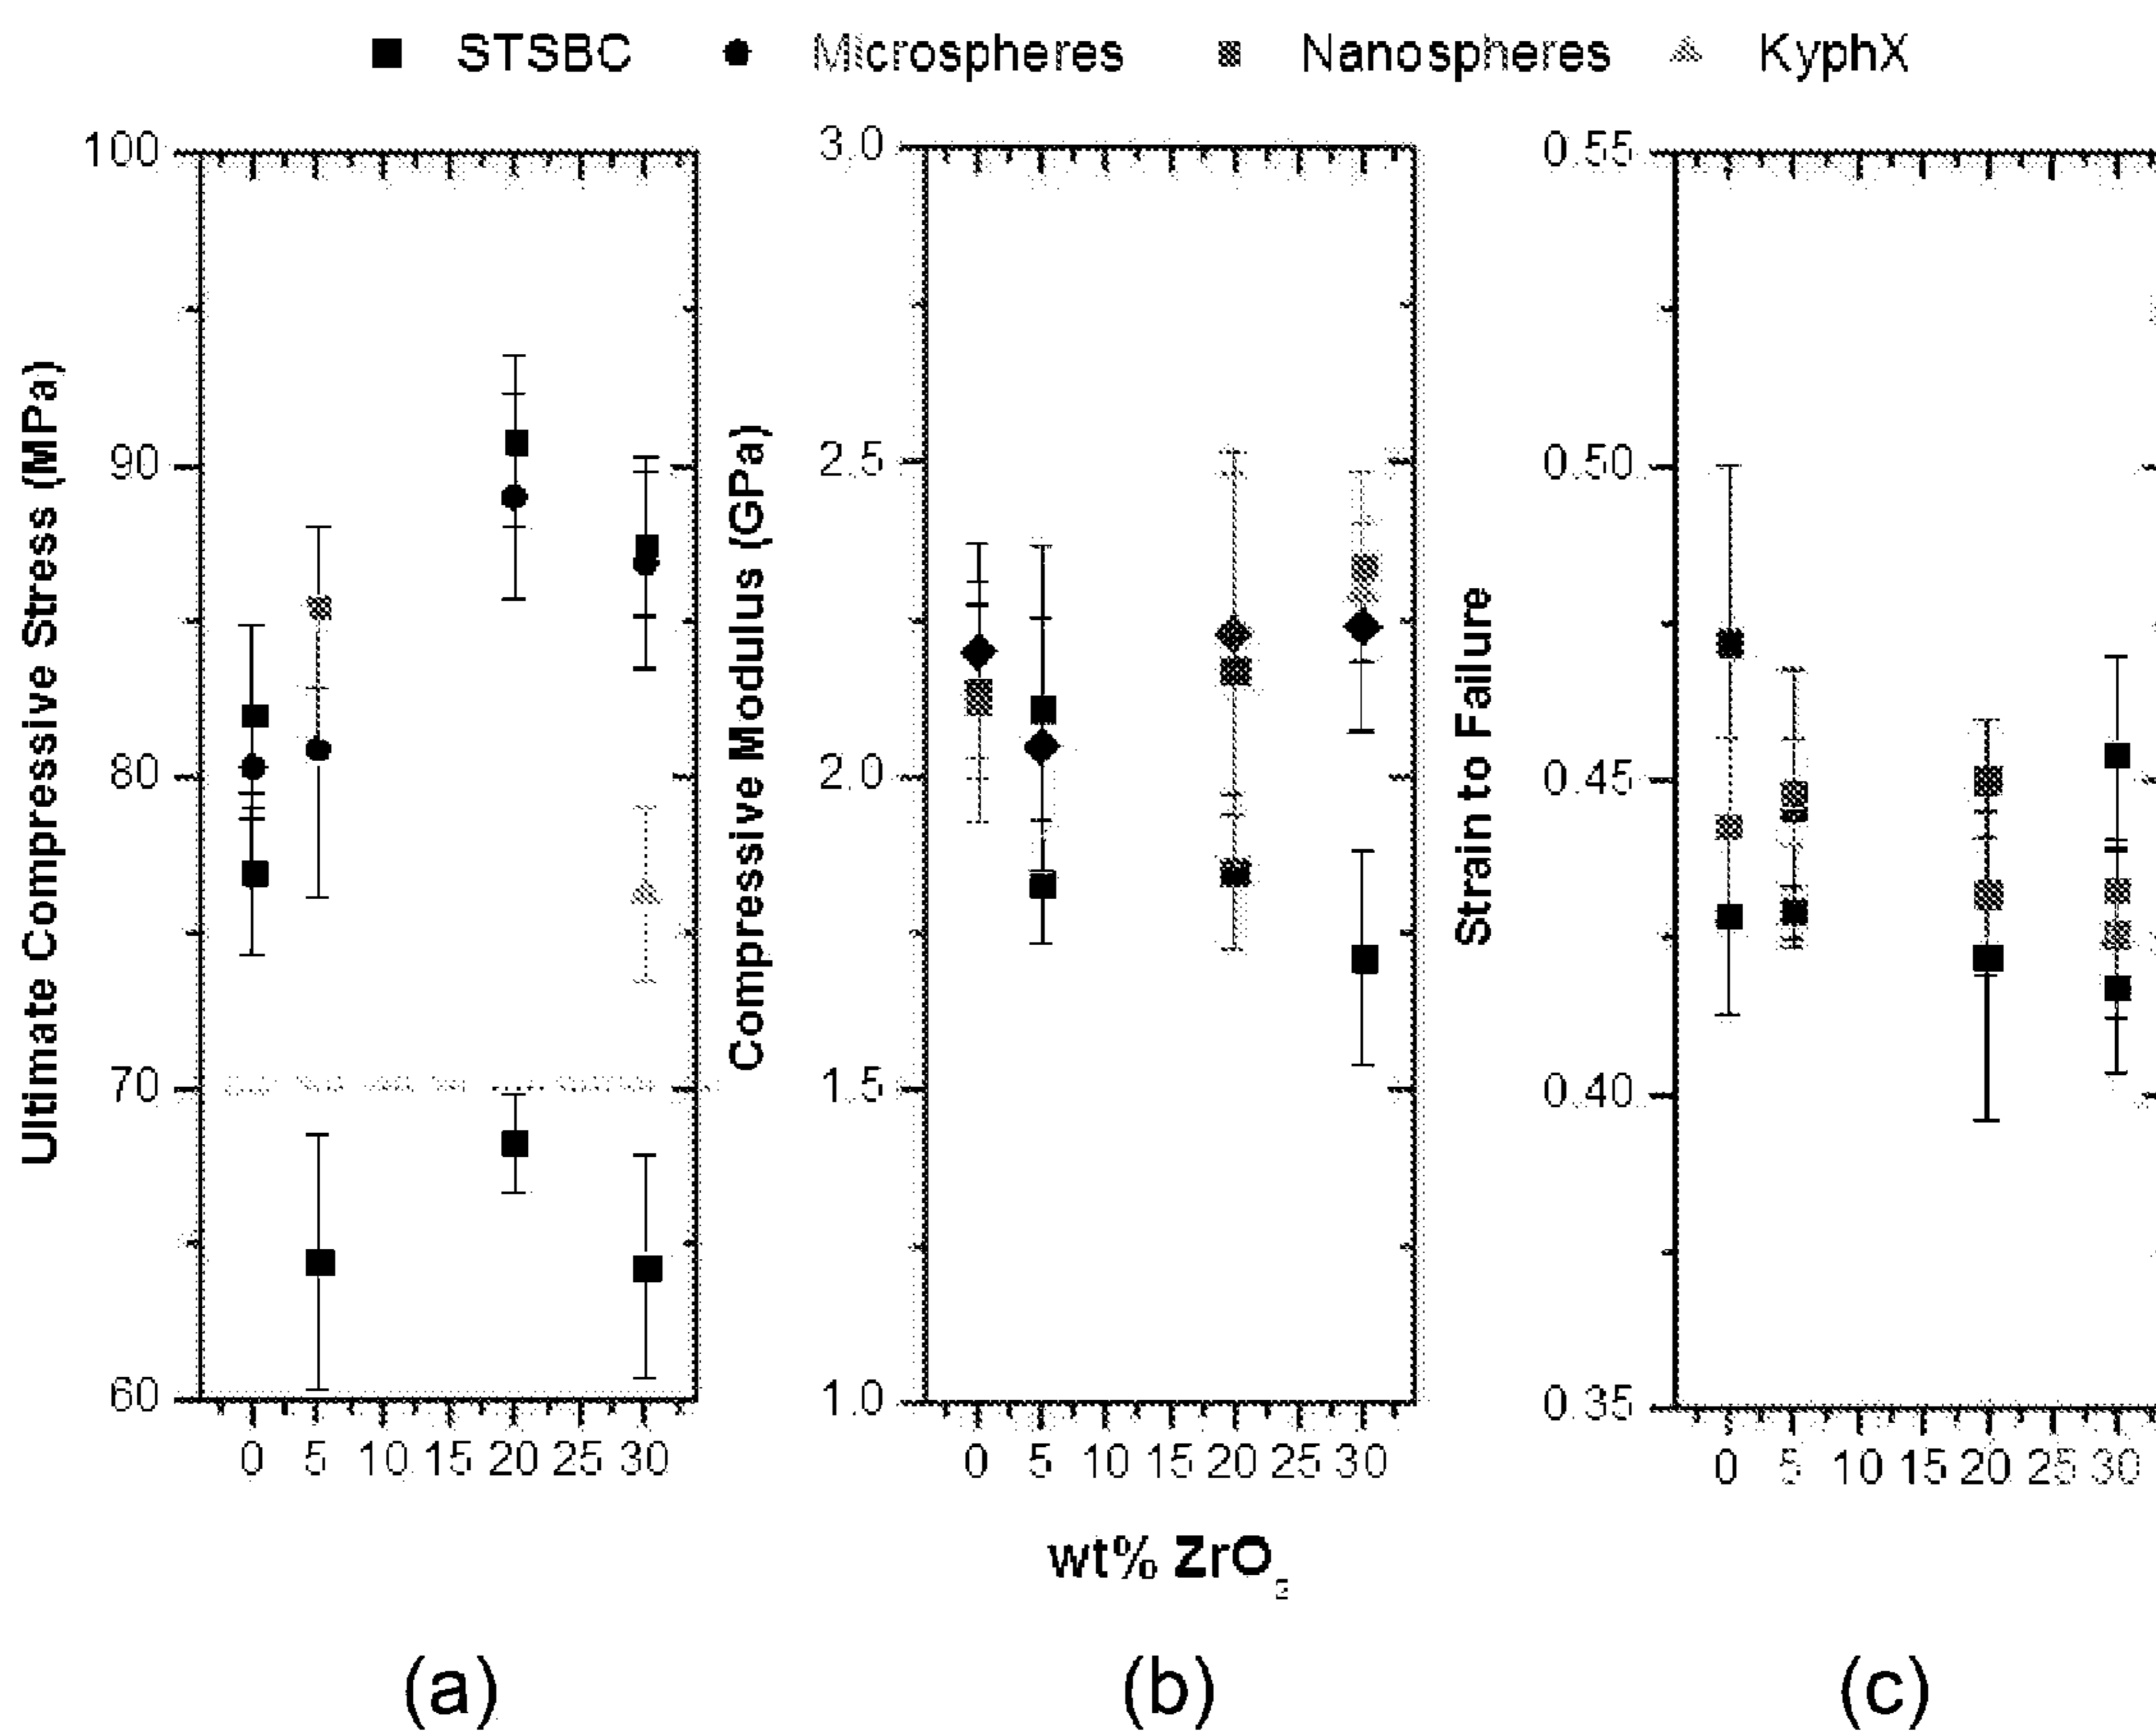 STSBC Microspheres Nanospheres KyphX
Ultimate Compressive Stress (MPa)
100
90
80
70
60
0 5 10 15 20 25 30
Compressive Modulus (GPa)
3.0
2.5
2.0
1.5
1.0
0 5 10 15 20 25 30
Strain to Failure
0.55
0.50
0.45
0.40
0.35
0 5 10 15 20 25 30
wt% ZrO₂
(a) (b) (c)